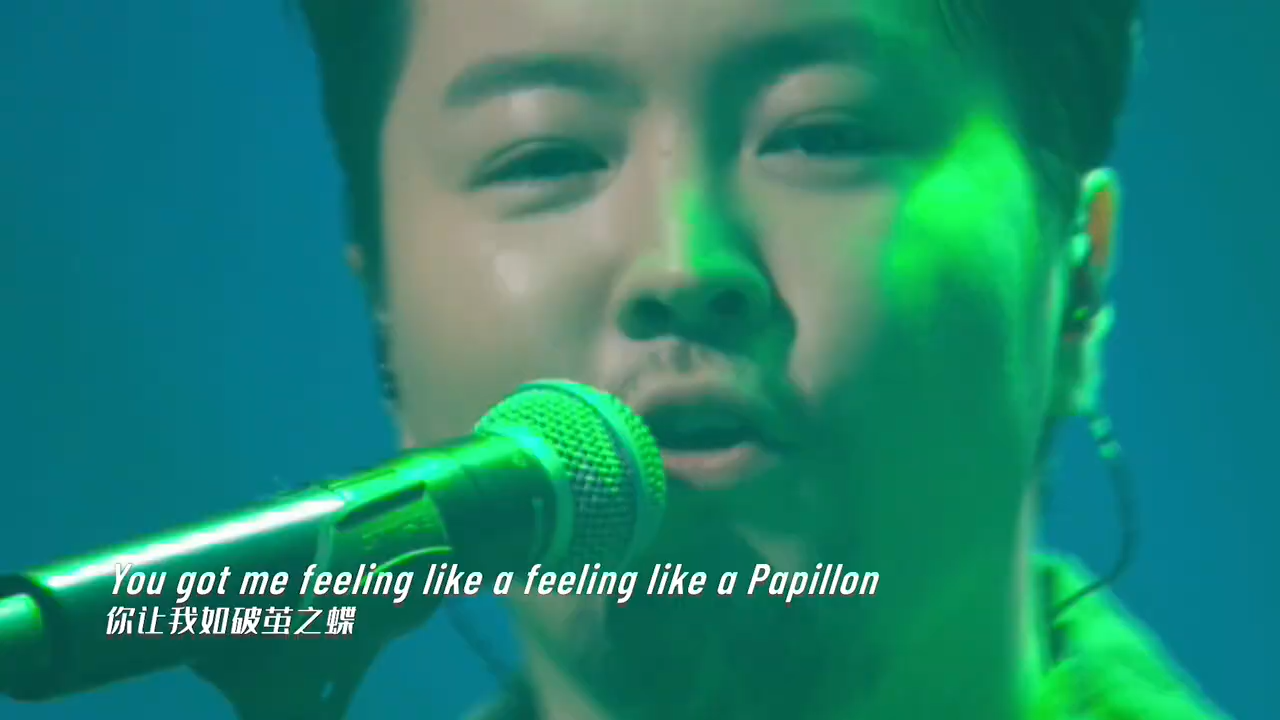 You got me feeling like a feeling like a Papillon
你让我如破茧之蝶